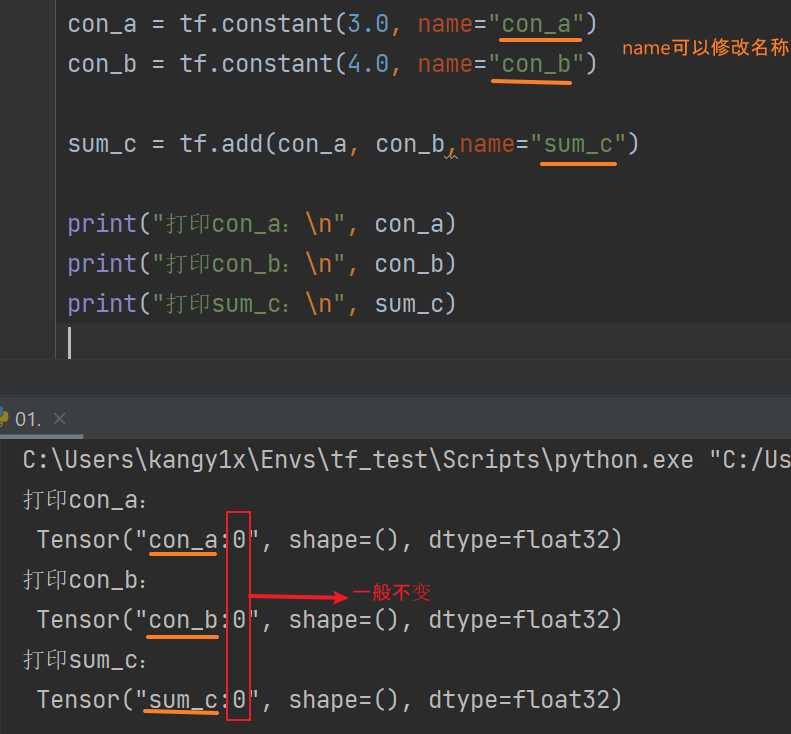 con_a = tf.constant(3.0, name="con_a")
name可以修改名称
con_b = tf.constant(4.0, name="con_b")
sum_c = tf.add(con_a, con_b,name="sum_c")
print("打印con_a：\n", con_a)
print("打印con_b：\n", con_b)
print("打印sum_c：\n", sum_c)
01. ×
C:\Users\kangy1x\Envs\tf_test\Scripts\python.exe "C:/Us
打印con_a：
Tensor("con_a:0", shape=(), dtype=float32)
打印con_b：
一般不变
Tensor("con_b:0", shape=(), dtype=float32)
打印sum_c：
Tensor("sum_c:0", shape=(), dtype=float32)